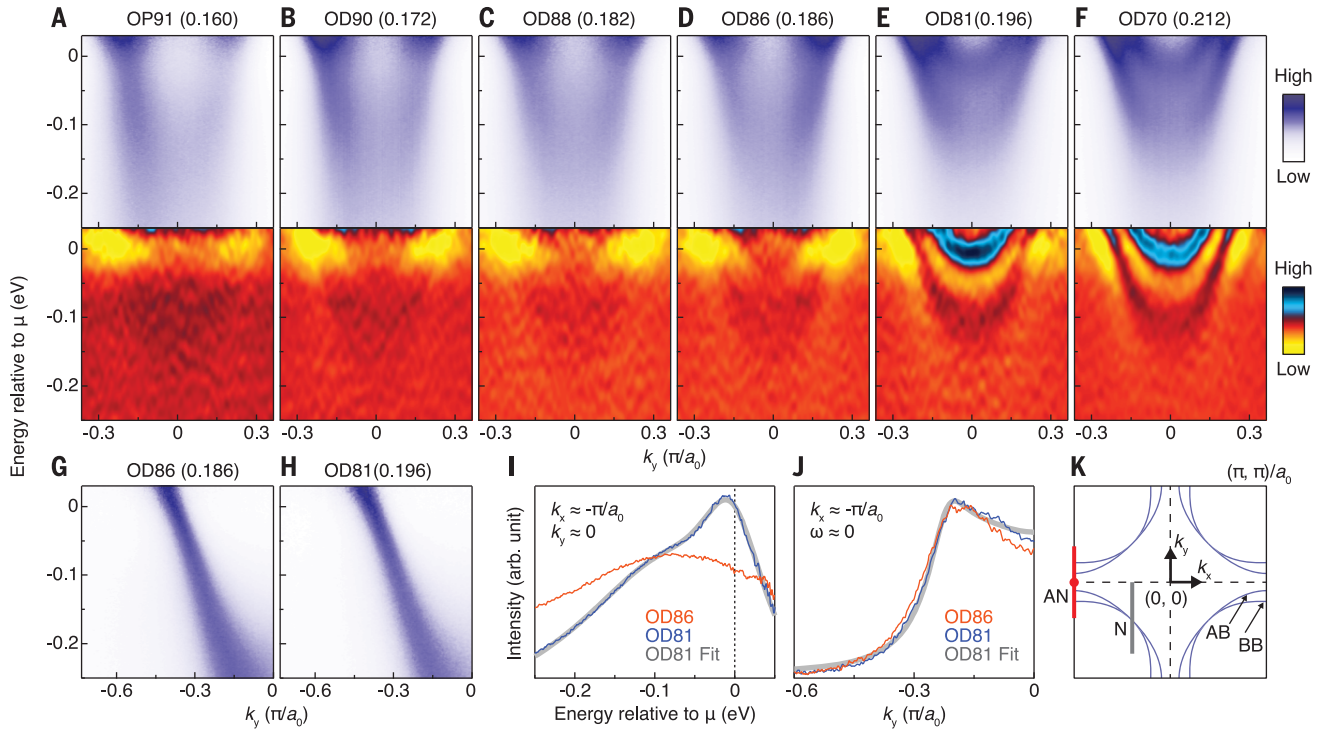 A OP91 (0.160) B OD90 (0.172) C OD88 (0.182) D OD86 (0.186) E OD81(0.196) F OD70 (0.212)
0
-0.1
-0.2
High
Low
0
-0.1
-0.2
High
Low
Energy relative to μ (eV)
-0.3 0 0.3 -0.3 0 0.3 -0.3 0 0.3 -0.3 0 0.3 -0.3 0 0.3 -0.3 0 0.3
k_y (π/a_0)
G OD86 (0.186) H OD81(0.196) I J K (π, π)/a_0
0
-0.1
-0.2
-0.6 -0.3 0 -0.6 -0.3 0
k_y (π/a_0)
k_x ≈ -π/a_0
k_y ≈ 0
Intensity (arb. unit)
OD86
OD81
OD81 Fit
-0.2 -0.1 0
Energy relative to μ (eV)
k_x ≈ -π/a_0
ω ≈ 0
OD86
OD81
OD81 Fit
-0.6 -0.3 0
k_y (π/a_0)
k_y
k_x
AN
(0, 0)
N
AB
BB